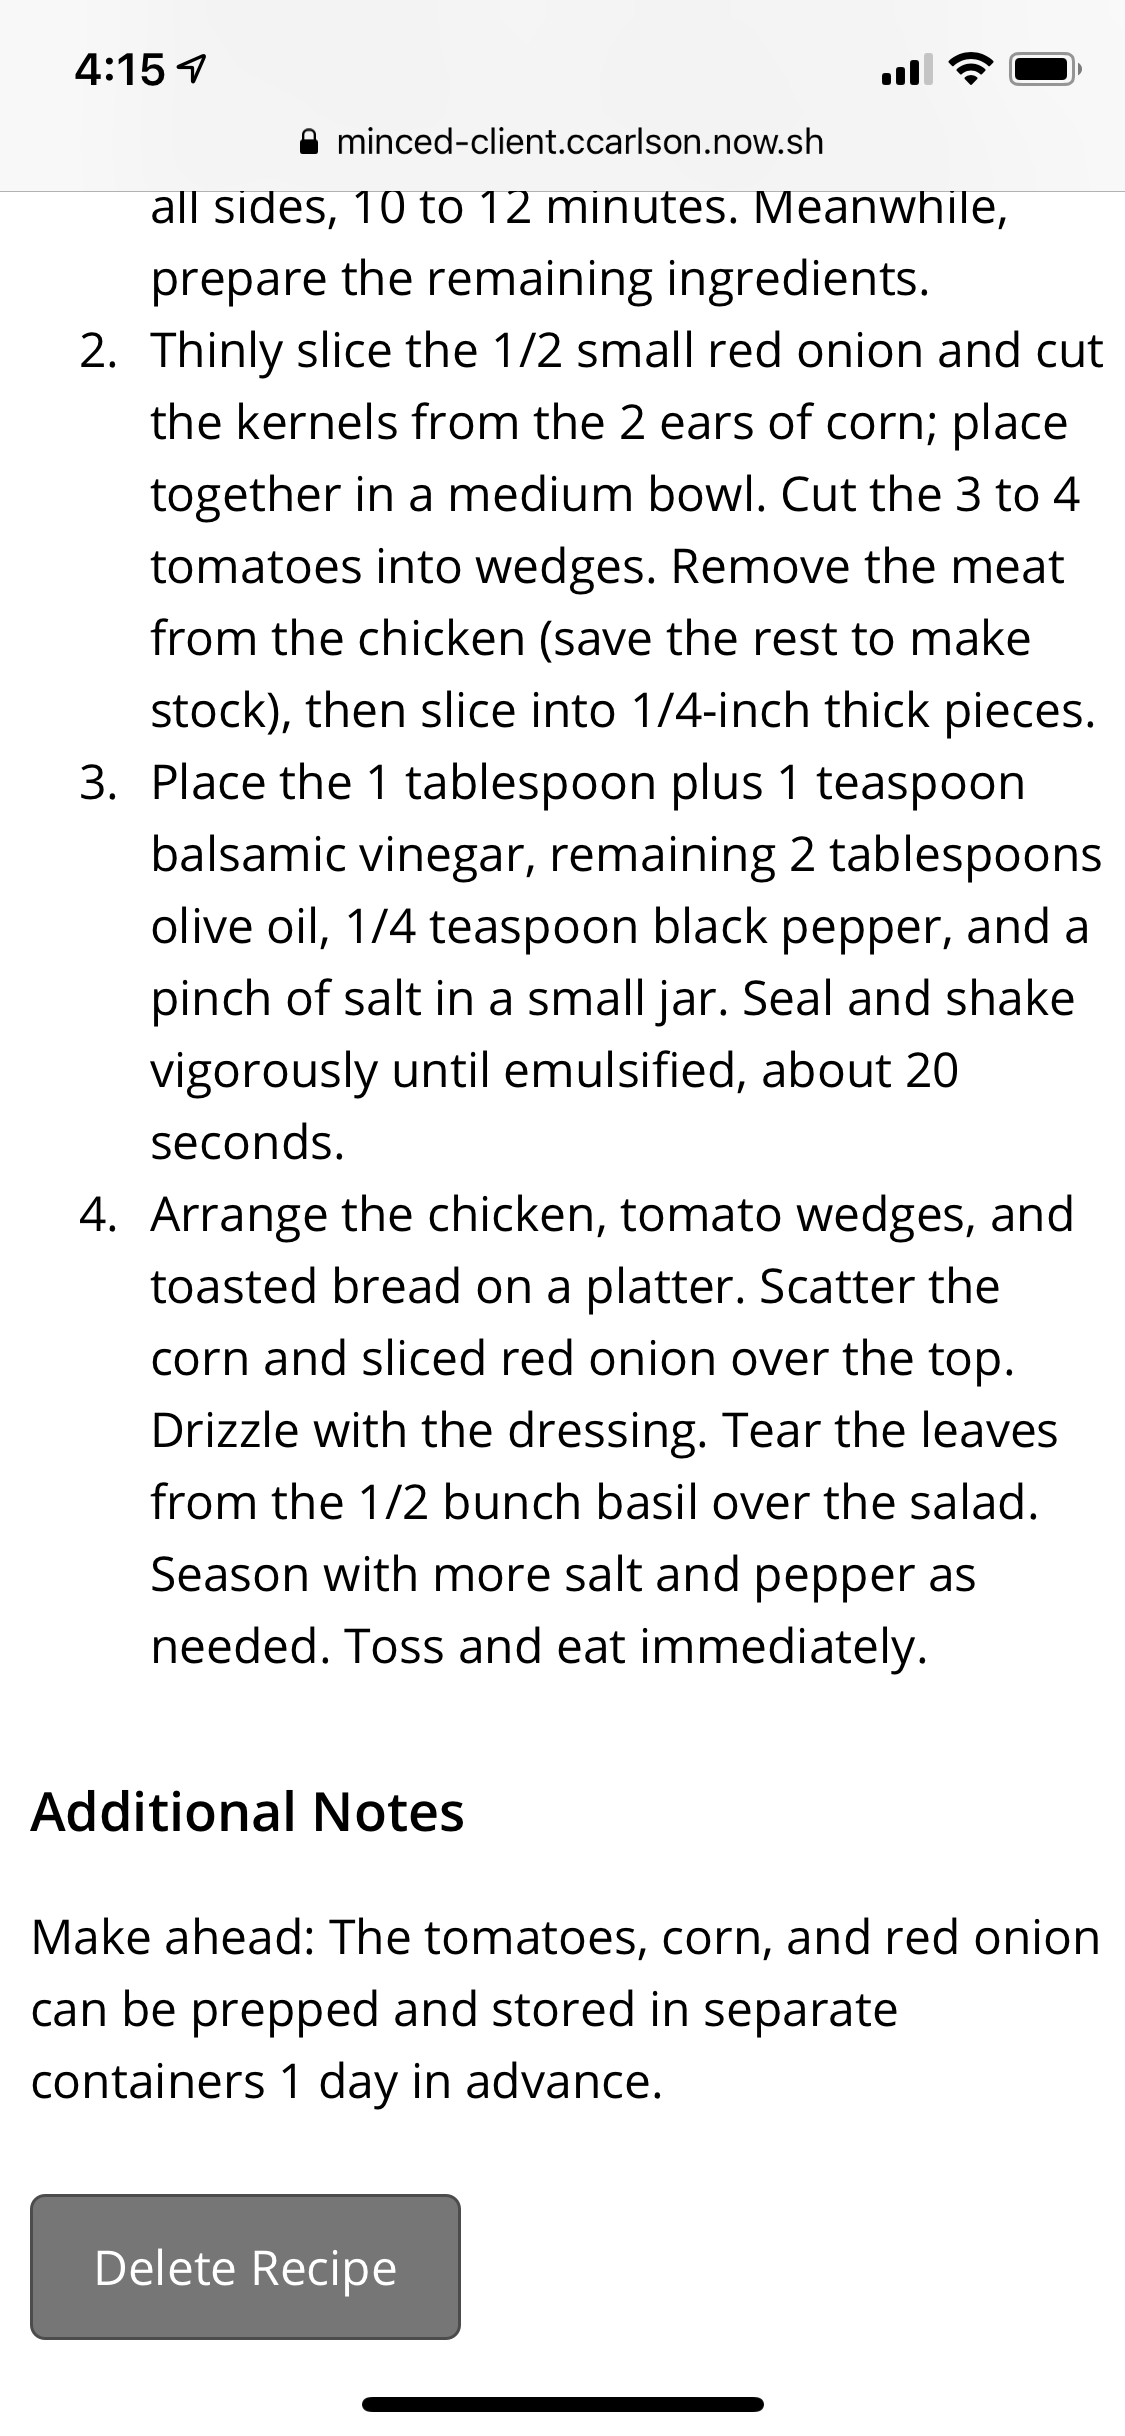 4:15
minced-client.ccarlson.now.sh
all sides, 10 to 12 minutes. Meanwhile,
prepare the remaining ingredients.
2. Thinly slice the 1/2 small red onion and cut
the kernels from the 2 ears of corn; place
together in a medium bowl. Cut the 3 to 4
tomatoes into wedges. Remove the meat
from the chicken (save the rest to make
stock), then slice into 1/4-inch thick pieces.
3. Place the 1 tablespoon plus 1 teaspoon
balsamic vinegar, remaining 2 tablespoons
olive oil, 1/4 teaspoon black pepper, and a
pinch of salt in a small jar. Seal and shake
vigorously until emulsified, about 20
seconds.
4. Arrange the chicken, tomato wedges, and
toasted bread on a platter. Scatter the
corn and sliced red onion over the top.
Drizzle with the dressing. Tear the leaves
from the 1/2 bunch basil over the salad.
Season with more salt and pepper as
needed. Toss and eat immediately.
Additional Notes
Make ahead: The tomatoes, corn, and red onion
can be prepped and stored in separate
containers 1 day in advance.
Delete Recipe